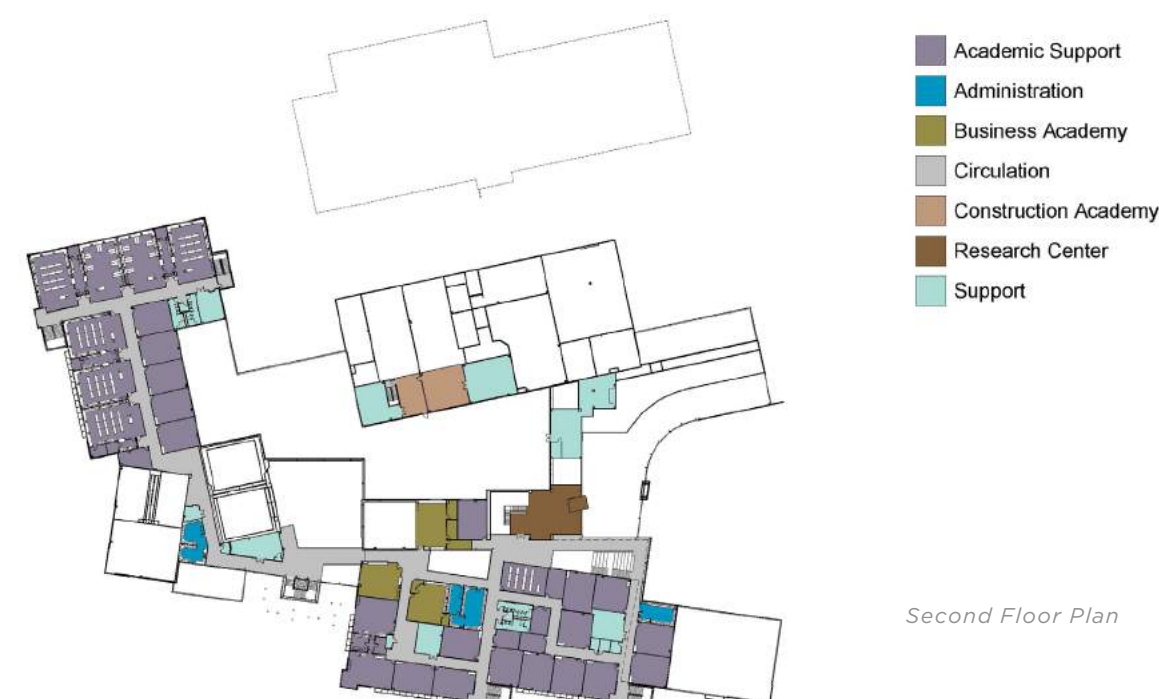 Academic Support
Administration
Business Academy
Circulation
Construction Academy
Research Center
Support
Second Floor Plan